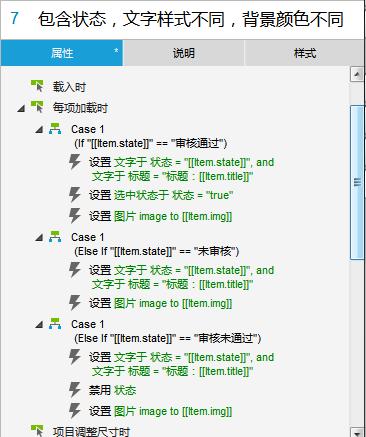 7 包含状态，文字样式不同，背景颜色不同
属性 * 说明 样式
载入时
每项加载时
Case 1
(If "[[Item.state]]" == "审核通过")
设置 文字于 状态 = "[[Item.state]]", and
文字于 标题 = "标题：[[Item.title]]"
设置 选中状态于 状态 = "true"
设置 图片 image to [[Item.img]]
Case 1
(Else If "[[Item.state]]" == "未审核")
设置 文字于 状态 = "[[Item.state]]", and
文字于 标题 = "标题：[[Item.title]]"
设置 图片 image to [[Item.img]]
Case 1
(Else If "[[Item.state]]" == "审核未通过")
设置 文字于 状态 = "[[Item.state]]", and
文字于 标题 = "标题：[[Item.title]]"
禁用 状态
设置 图片 image to [[Item.img]]
项目调整尺寸时